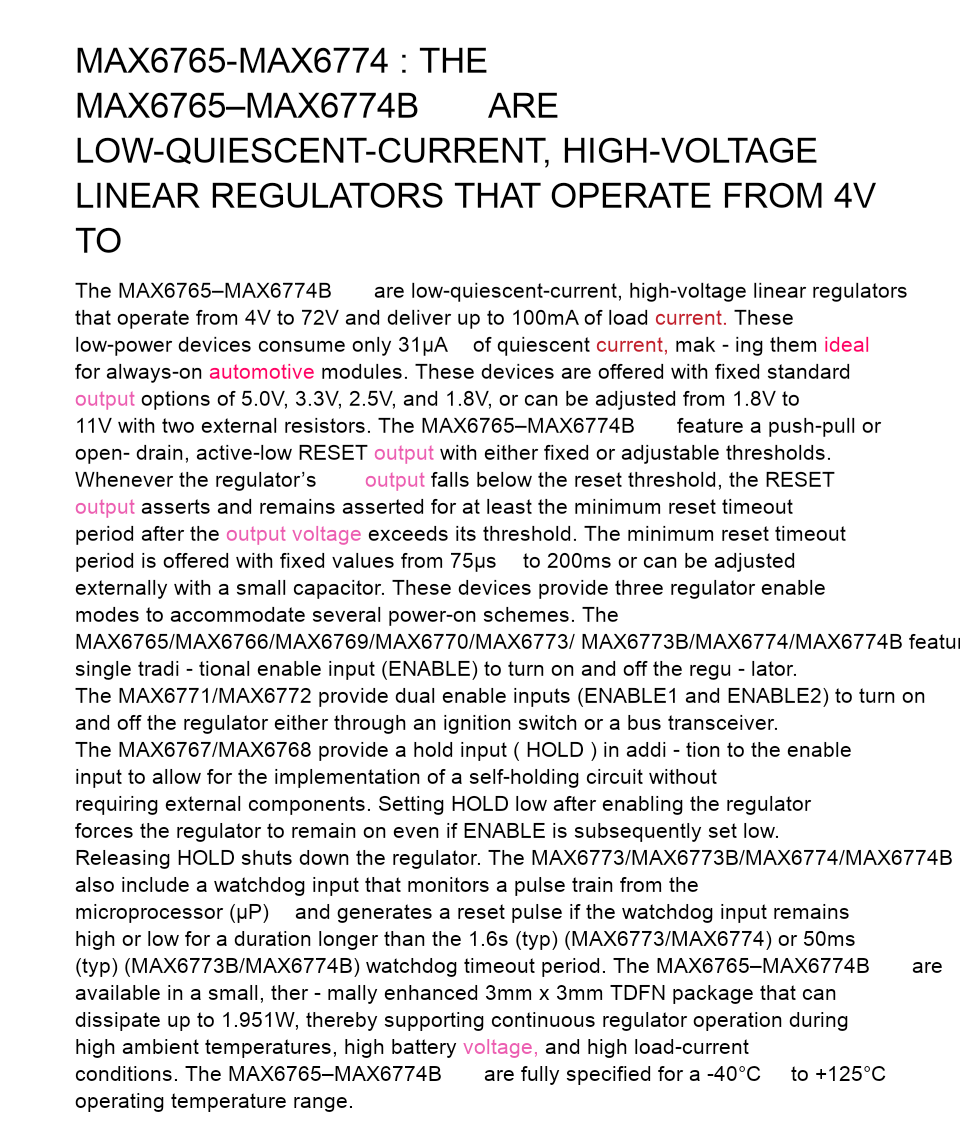 MAX6765-MAX6774 : THE
MAX6765–MAX6774B ARE
LOW-QUIESCENT-CURRENT, HIGH-VOLTAGE
LINEAR REGULATORS THAT OPERATE FROM 4V
TO
The MAX6765–MAX6774B are low-quiescent-current, high-voltage linear regulators
that operate from 4V to 72V and deliver up to 100mA of load current. These
low-power devices consume only 31µA of quiescent current, mak - ing them ideal
for always-on automotive modules. These devices are offered with fixed standard
output options of 5.0V, 3.3V, 2.5V, and 1.8V, or can be adjusted from 1.8V to
11V with two external resistors. The MAX6765–MAX6774B feature a push-pull or
open- drain, active-low RESET output with either fixed or adjustable thresholds.
Whenever the regulator’s output falls below the reset threshold, the RESET
output asserts and remains asserted for at least the minimum reset timeout
period after the output voltage exceeds its threshold. The minimum reset timeout
period is offered with fixed values from 75µs to 200ms or can be adjusted
externally with a small capacitor. These devices provide three regulator enable
modes to accommodate several power-on schemes. The
MAX6765/MAX6766/MAX6769/MAX6770/MAX6773/ MAX6773B/MAX6774/MAX6774B
single tradi - tional enable input (ENABLE) to turn on and off the regu - lator.
The MAX6771/MAX6772 provide dual enable inputs (ENABLE1 and ENABLE2) to turn on
and off the regulator either through an ignition switch or a bus transceiver.
The MAX6767/MAX6768 provide a hold input ( HOLD ) in addi - tion to the enable
input to allow for the implementation of a self-holding circuit without
requiring external components. Setting HOLD low after enabling the regulator
forces the regulator to remain on even if ENABLE is subsequently set low.
Releasing HOLD shuts down the regulator. The MAX6773/MAX6773B/MAX6774/MAX6774B
also include a watchdog input that monitors a pulse train from the
microprocessor (µP) and generates a reset pulse if the watchdog input remains
high or low for a duration longer than the 1.6s (typ) (MAX6773/MAX6774) or 50ms
(typ) (MAX6773B/MAX6774B) watchdog timeout period. The MAX6765–MAX6774B are
available in a small, ther - mally enhanced 3mm x 3mm TDFN package that can
dissipate up to 1.951W, thereby supporting continuous regulator operation during
high ambient temperatures, high battery voltage, and high load-current
conditions. The MAX6765–MAX6774B are fully specified for a -40°C to +125°C
operating temperature range.